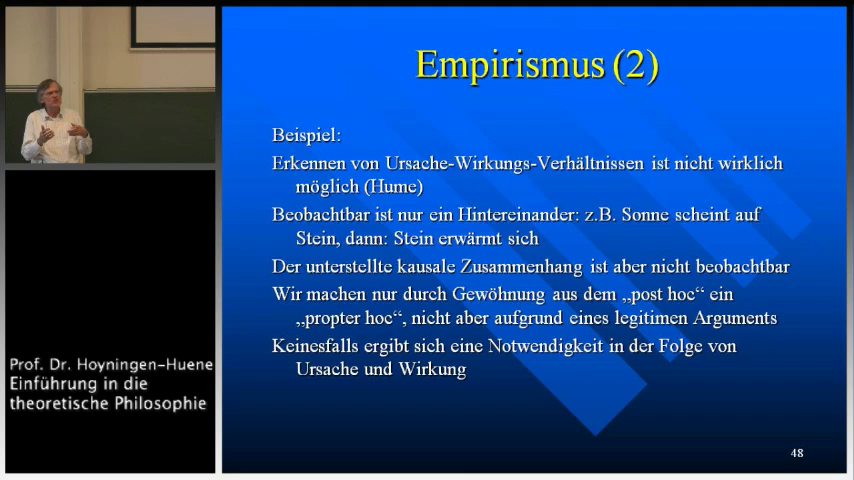 Empirismus (2)
Beispiel:
Erkennen von Ursache-Wirkungs-Verhältnissen ist nicht wirklich
möglich (Hume)
Beobachtbar ist nur ein Hintereinander: z.B. Sonne scheint auf
Stein, dann: Stein erwärmt sich
Der unterstellte kausale Zusammenhang ist aber nicht beobachtbar
Wir machen nur durch Gewöhnung aus dem „post hoc“ ein
„propter hoc“, nicht aber aufgrund eines legitimen Arguments
Keinesfalls ergibt sich eine Notwendigkeit in der Folge von
Ursache und Wirkung
48
Prof. Dr. Hoyningen-Huene
Einführung in die
theoretische Philosophie